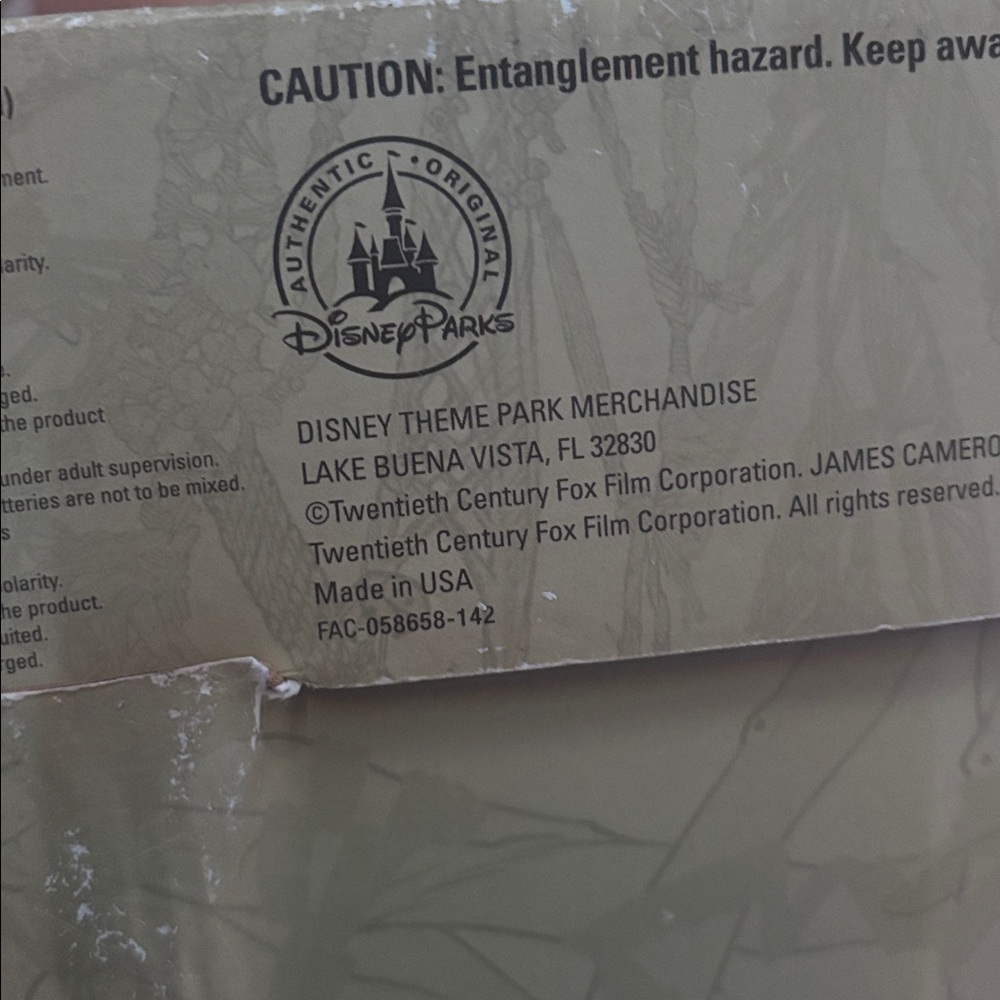 CAUTION: Entanglement hazard. Keep awa
AUTHENTIC • ORIGINAL
DISNEY PARKS
DISNEY THEME PARK MERCHANDISE
LAKE BUENA VISTA, FL 32830
©Twentieth Century Fox Film Corporation. JAMES CAMERO
Twentieth Century Fox Film Corporation. All rights reserved.
Made in USA
FAC-058658-142
)
ment.
arity.
ged.
the product
under adult supervision.
tteries are not to be mixed.
s
olarity.
he product.
uited.
rged.